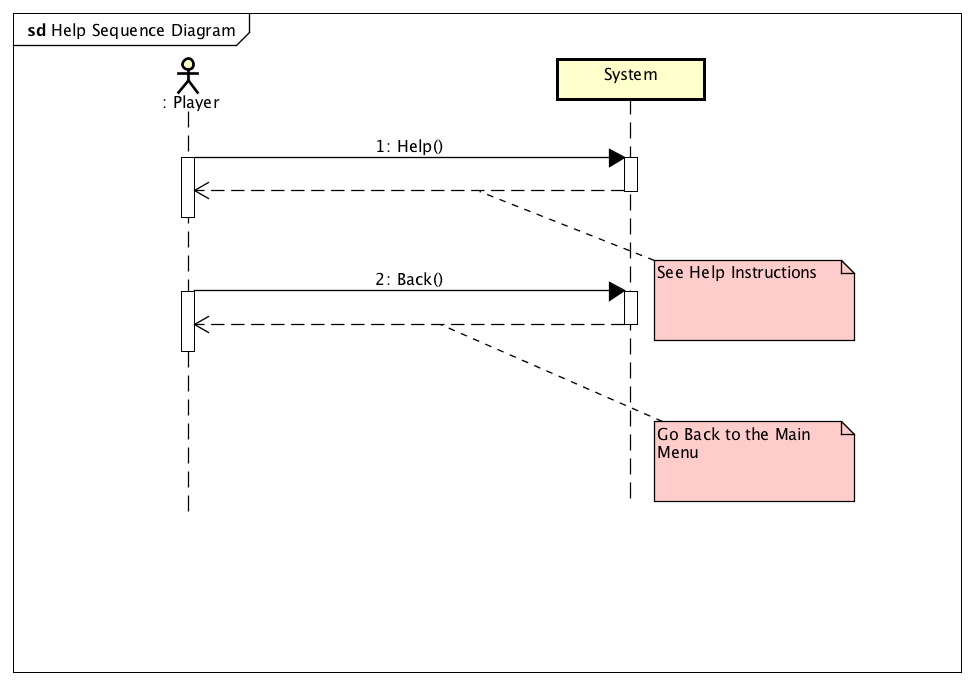 sd Help Sequence Diagram
: Player
System
1: Help()
See Help Instructions
2: Back()
Go Back to the Main
Menu